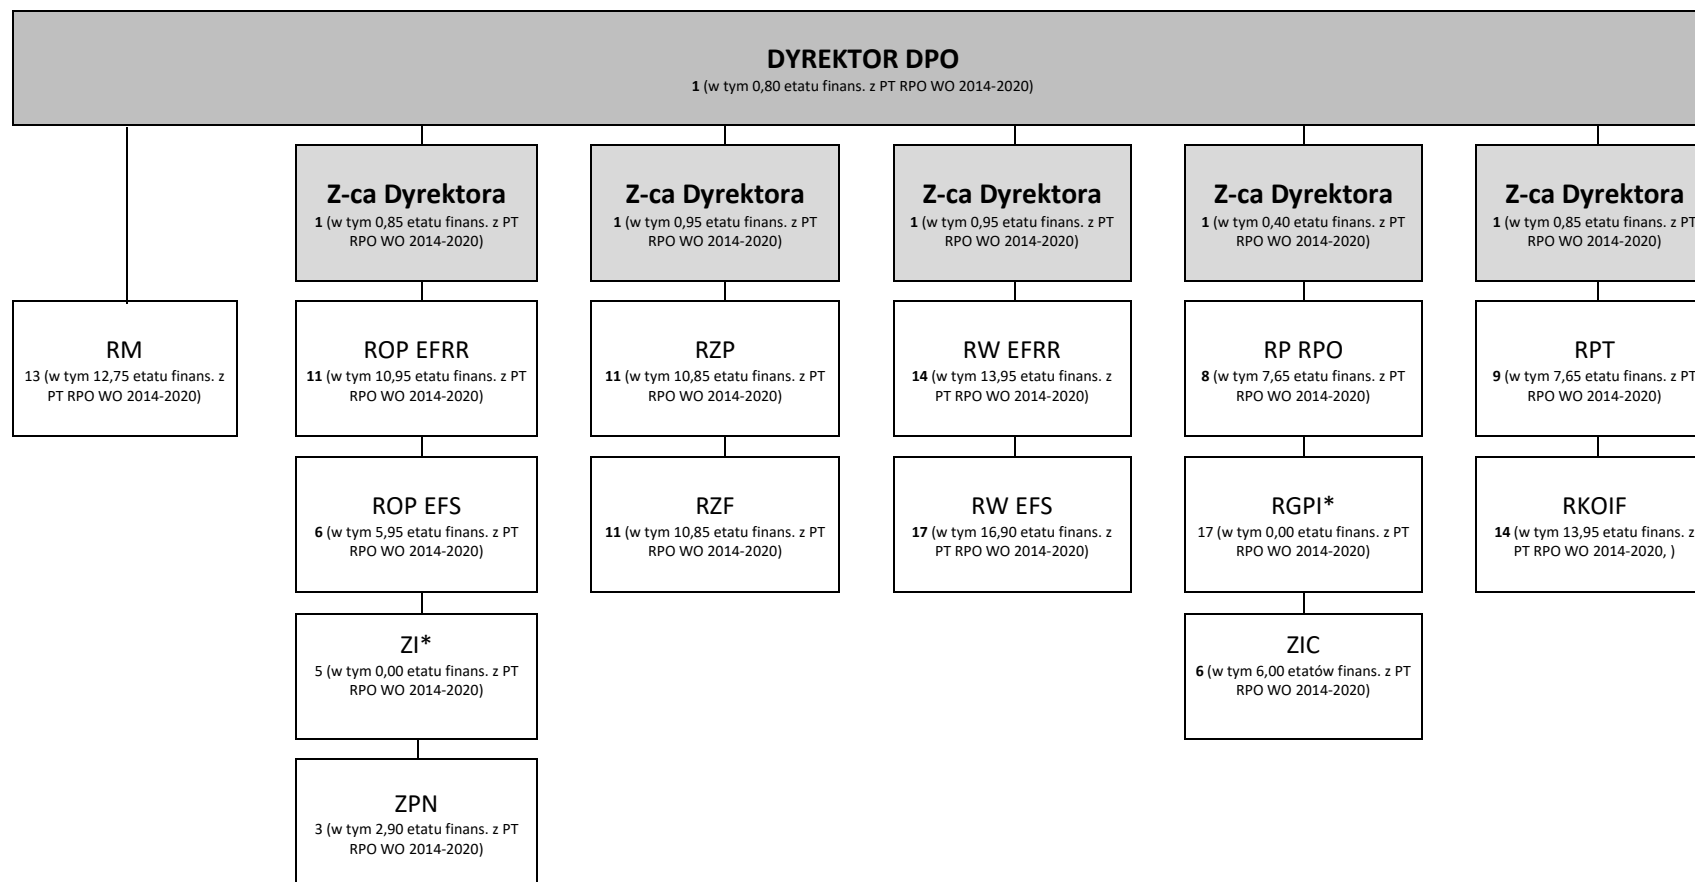 DYREKTOR DPO
1 (w tym 0,80 etatu finans. z PT RPO WO 2014-2020)
Z-ca Dyrektora
1 (w tym 0,85 etatu finans. z PT
RPO WO 2014-2020)
Z-ca Dyrektora
1 (w tym 0,95 etatu finans. z PT
RPO WO 2014-2020)
Z-ca Dyrektora
1 (w tym 0,95 etatu finans. z PT
RPO WO 2014-2020)
Z-ca Dyrektora
1 (w tym 0,40 etatu finans. z PT
RPO WO 2014-2020)
Z-ca Dyrektora
1 (w tym 0,85 etatu finans. z PT
RPO WO 2014-2020)
RM
13 (w tym 12,75 etatu finans. z
PT RPO WO 2014-2020)
ROP EFRR
11 (w tym 10,95 etatu finans. z PT
RPO WO 2014-2020)
RZP
11 (w tym 10,85 etatu finans. z PT
RPO WO 2014-2020)
RW EFRR
14 (w tym 13,95 etatu finans. z
PT RPO WO 2014-2020)
RP RPO
8 (w tym 7,65 etatu finans. z PT
RPO WO 2014-2020)
RPT
9 (w tym 7,65 etatu finans. z PT
RPO WO 2014-2020)
ROP EFS
6 (w tym 5,95 etatu finans. z PT
RPO WO 2014-2020)
RZF
11 (w tym 10,85 etatu finans. z PT
RPO WO 2014-2020)
RW EFS
17 (w tym 16,90 etatu finans. z
PT RPO WO 2014-2020)
RGPI*
17 (w tym 0,00 etatu finans. z PT
RPO WO 2014-2020)
RKOIF
14 (w tym 13,95 etatu finans. z
PT RPO WO 2014-2020, )
ZI*
5 (w tym 0,00 etatu finans. z PT
RPO WO 2014-2020)
ZIC
6 (w tym 6,00 etatów finans. z PT
RPO WO 2014-2020)
ZPN
3 (w tym 2,90 etatu finans. z PT
RPO WO 2014-2020)